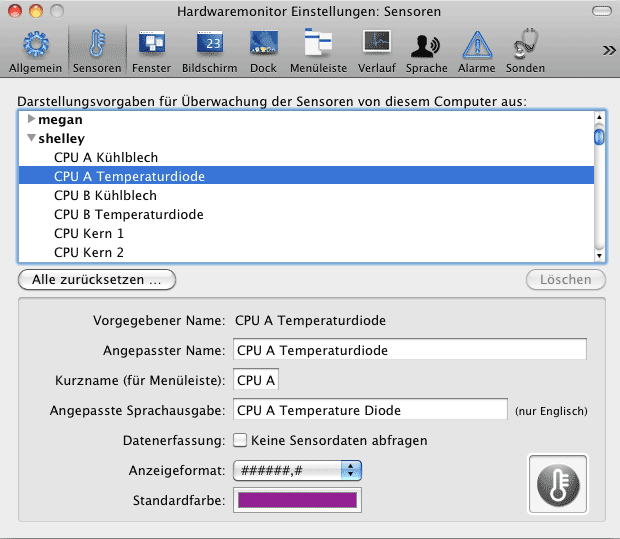 Hardwaremonitor Einstellungen: Sensoren
Allgemein Sensoren Fenster Bildschirm Dock Menüleiste Verlauf Sprache Alarme Sonden
23
Darstellungsvorgaben für Überwachung der Sensoren von diesem Computer aus:
megan
shelley
CPU A Kühlblech
CPU A Temperaturdiode
CPU B Kühlblech
CPU B Temperaturdiode
CPU Kern 1
CPU Kern 2
Alle zurücksetzen ... Löschen
Vorgegebener Name: CPU A Temperaturdiode
Angepasster Name: CPU A Temperaturdiode
Kurzname (für Menüleiste): CPU A
Angepasste Sprachausgabe: CPU A Temperature Diode (nur Englisch)
Datenerfassung: Keine Sensordaten abfragen
Anzeigeformat: ######,#
Standardfarbe: